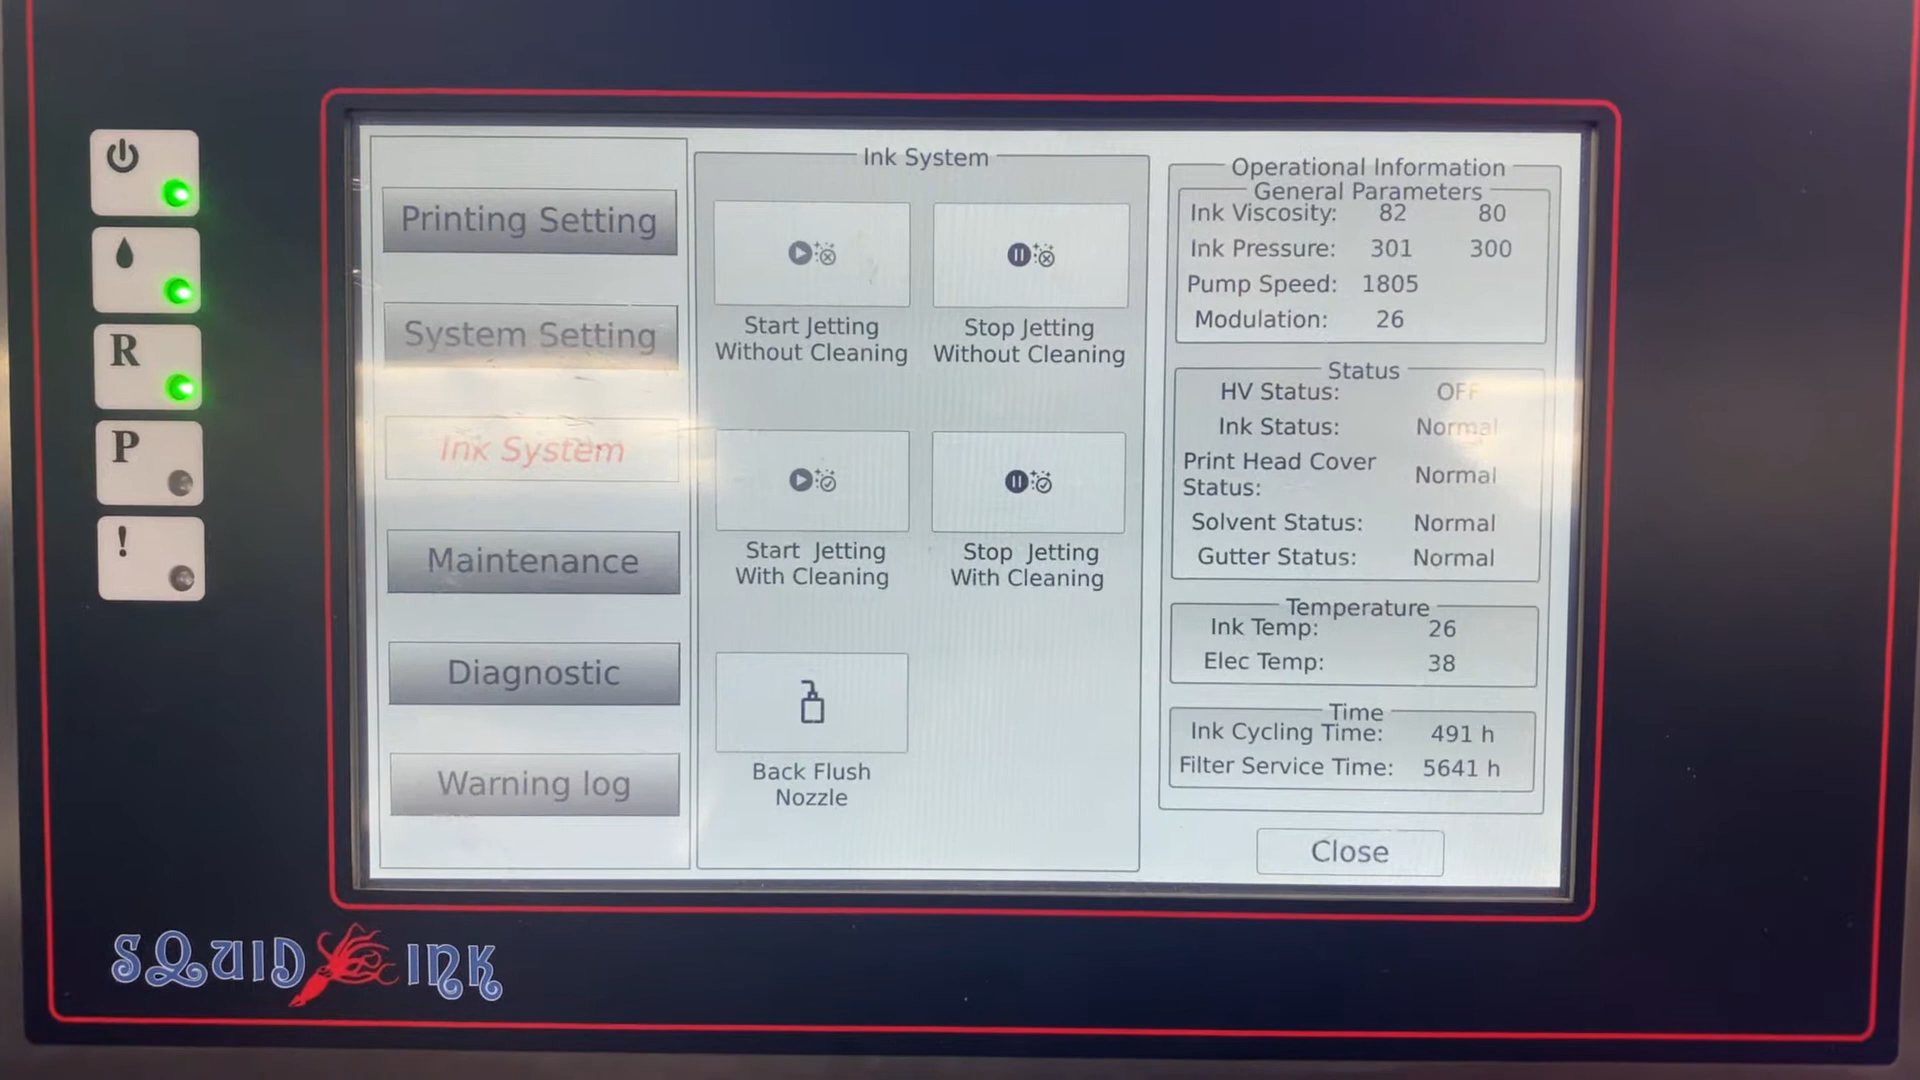 R
P
!
Printing Setting
System Setting
Ink System
Maintenance
Diagnostic
Warning log
Ink System
Start Jetting
Without Cleaning
Stop Jetting
Without Cleaning
Start Jetting
With Cleaning
Stop Jetting
With Cleaning
Back Flush
Nozzle
Operational Information
General Parameters
Ink Viscosity: 82 80
Ink Pressure: 301 300
Pump Speed: 1805
Modulation: 26
Status
HV Status: OFF
Ink Status: Normal
Print Head Cover
Status: Normal
Solvent Status: Normal
Gutter Status: Normal
Temperature
Ink Temp: 26
Elec Temp: 38
Time
Ink Cycling Time: 491 h
Filter Service Time: 5641 h
Close
SQUID INK